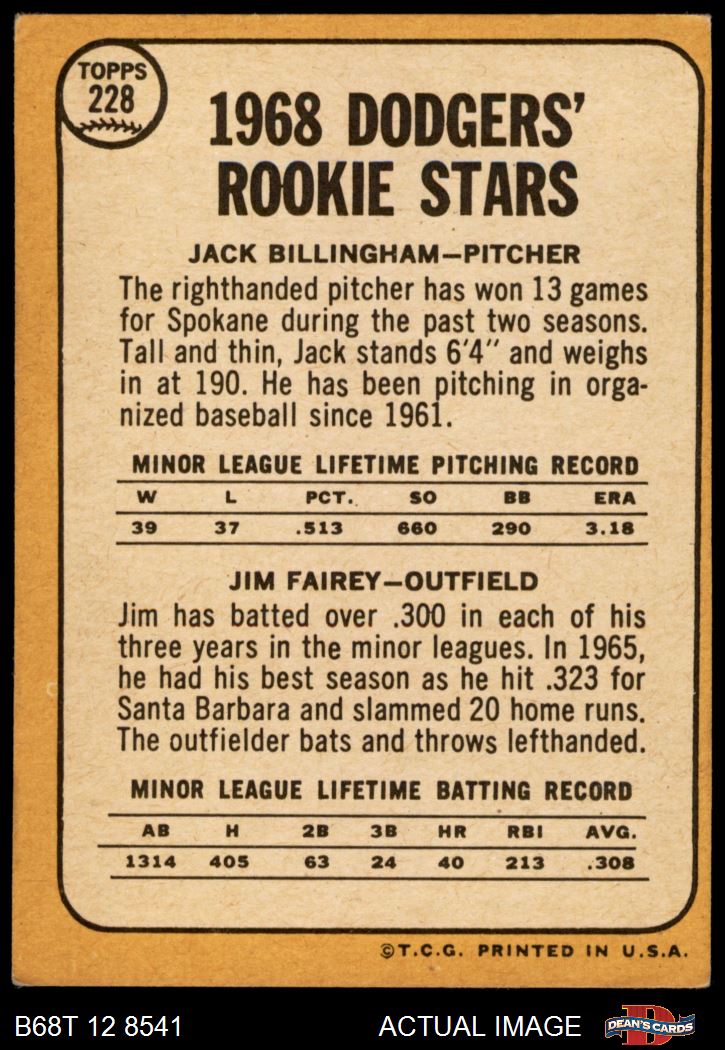 TOPPS
228
1968 DODGERS'
ROOKIE STARS
JACK BILLINGHAM—PITCHER
The righthanded pitcher has won 13 games
for Spokane during the past two seasons.
Tall and thin, Jack stands 6'4" and weighs
in at 190. He has been pitching in orga-
nized baseball since 1961.
MINOR LEAGUE LIFETIME PITCHING RECORD
W L PCT. SO BB ERA
39 37 .513 660 290 3.18
JIM FAIREY—OUTFIELD
Jim has batted over .300 in each of his
three years in the minor leagues. In 1965,
he had his best season as he hit .323 for
Santa Barbara and slammed 20 home runs.
The outfielder bats and throws lefthanded.
MINOR LEAGUE LIFETIME BATTING RECORD
AB H 2B 3B HR RBI AVG.
1314 405 63 24 40 213 .308
©T.C.G. PRINTED IN U.S.A.
B68T 12 8541 ACTUAL IMAGE DEAN'S CARDS